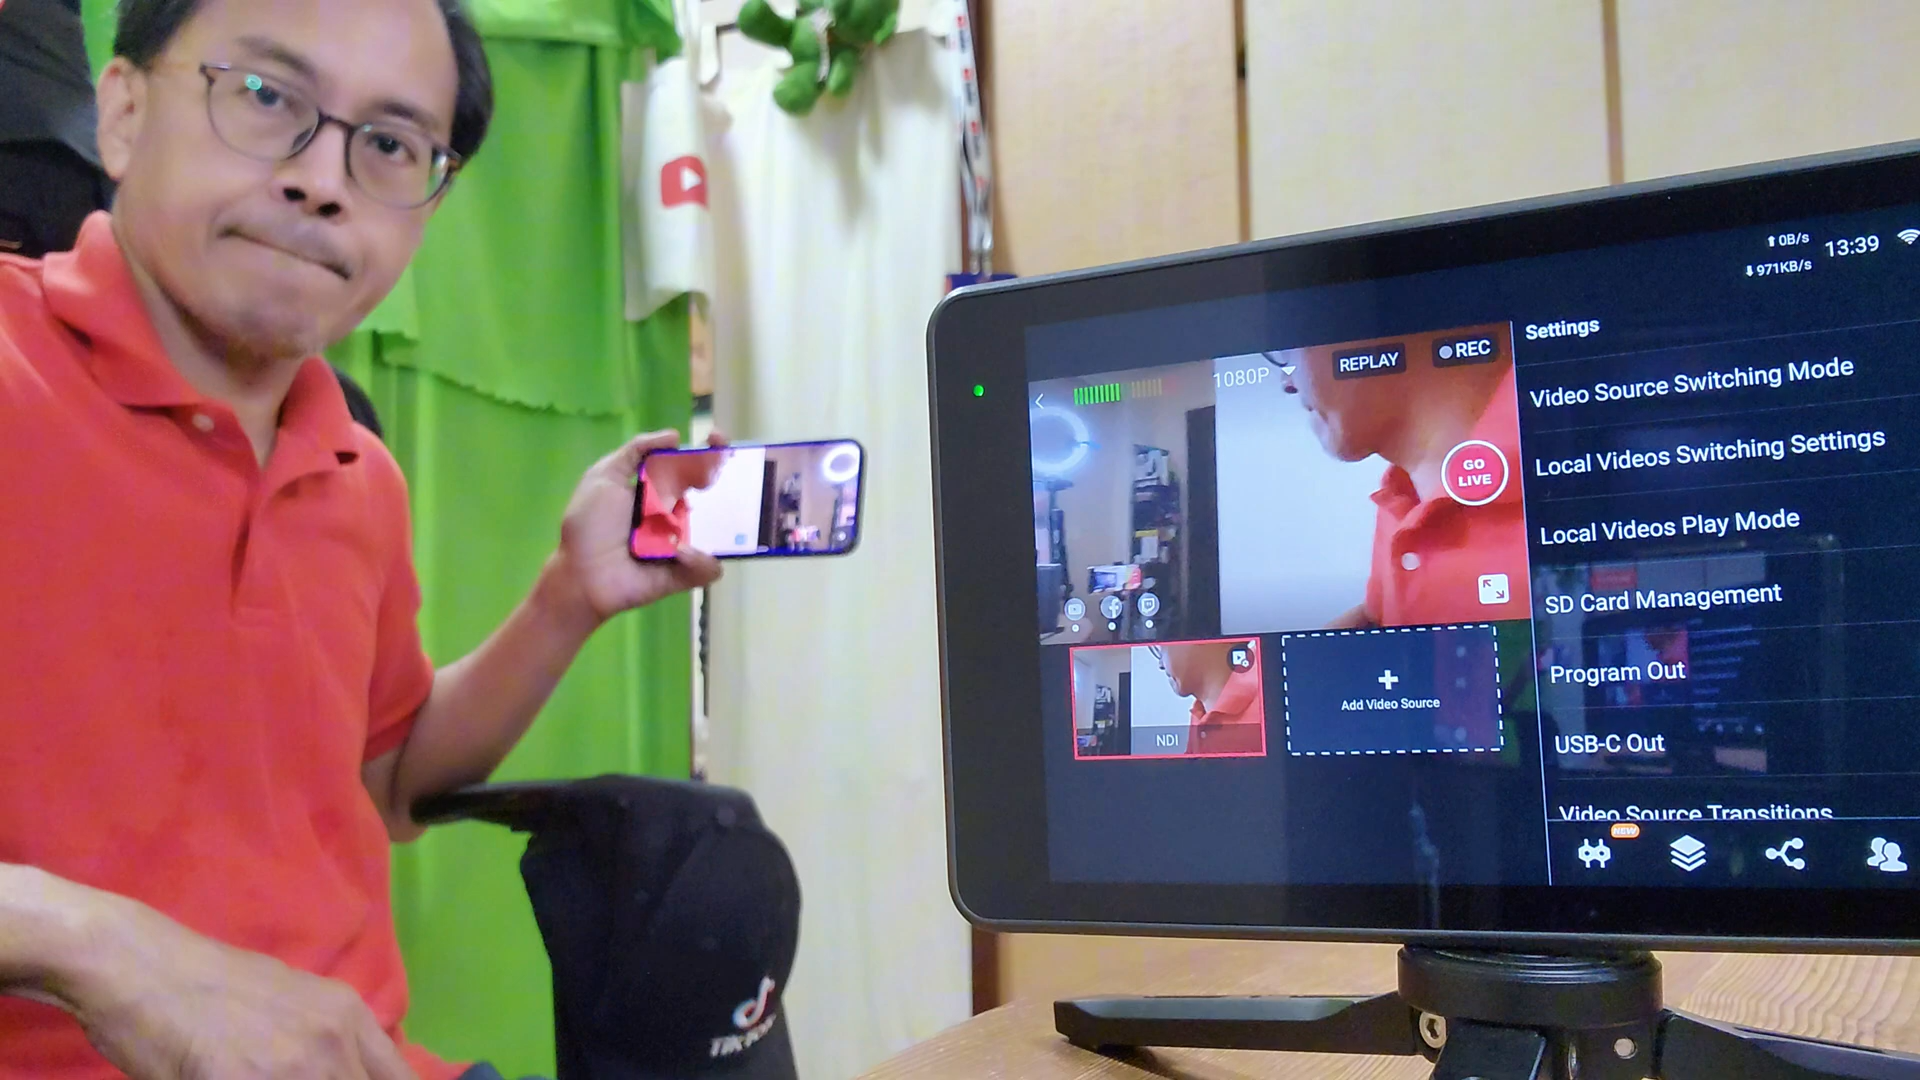 0B/s
971KB/s
13:39
Settings
1080P
REPLAY
REC
Video Source Switching Mode
Local Videos Switching Settings
GO
LIVE
Local Videos Play Mode
SD Card Management
Program Out
Add Video Source
NDI
USB-C Out
Video Source Transitions
NEW
TikTok